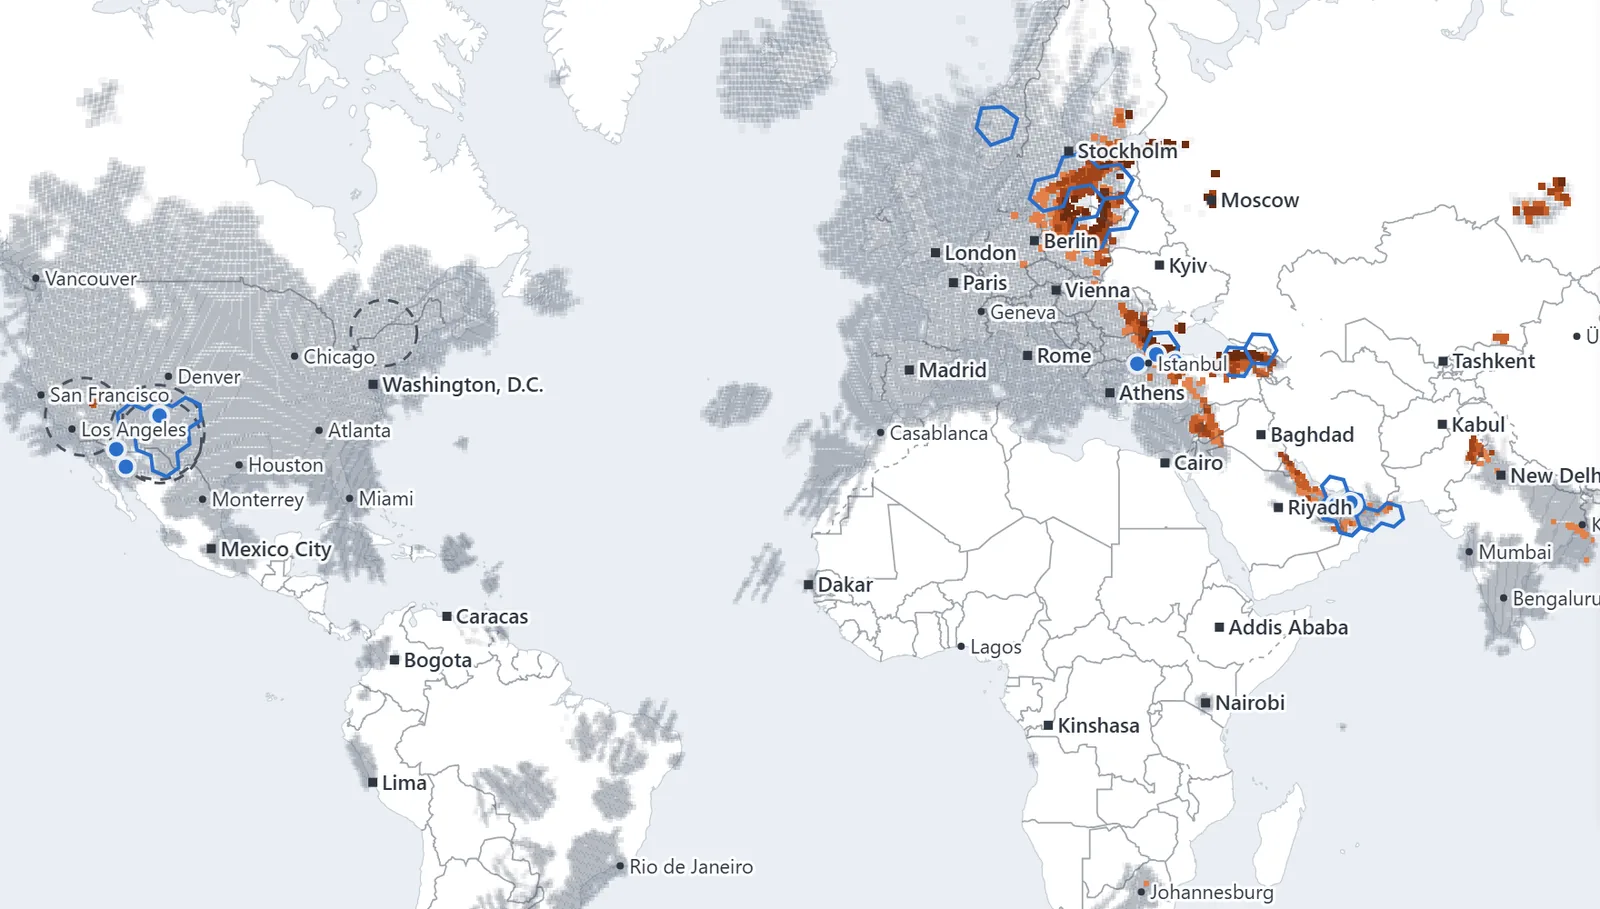 Stockholm
Moscow
London
Berlin
Kyiv
Vancouver
Paris
Vienna
Geneva
Chicago
Rome
Istanbul
Tashkent
Ü
Denver
Madrid
Washington, D.C.
San Francisco
Athens
Los Angeles
Atlanta
Casablanca
Baghdad
Kabul
Houston
Cairo
New Delh
Monterrey
Miami
Riyadh
K
Mexico City
Mumbai
Dakar
Bengaluru
Caracas
Addis Ababa
Bogota
Lagos
Nairobi
Kinshasa
Lima
Rio de Janeiro
Johannesburg